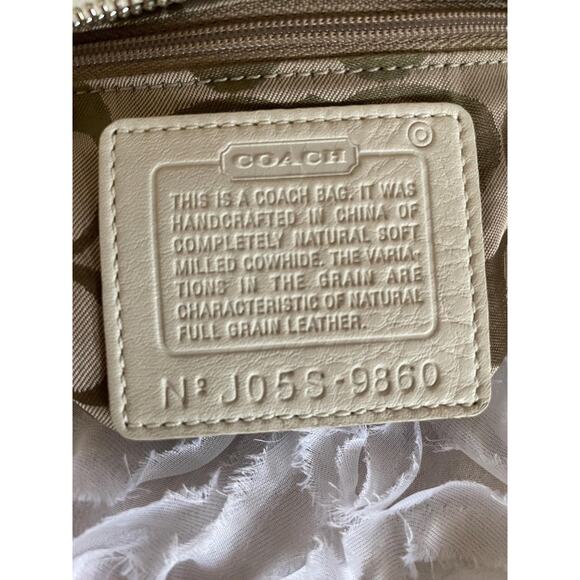 ©
COACH
THIS IS A COACH BAG. IT WAS
HANDCRAFTED IN CHINA OF
COMPLETELY NATURAL SOFT
MILLED COWHIDE. THE VARIA-
TIONS IN THE GRAIN ARE
CHARACTERISTIC OF NATURAL
FULL GRAIN LEATHER.
Nº J05S-9860